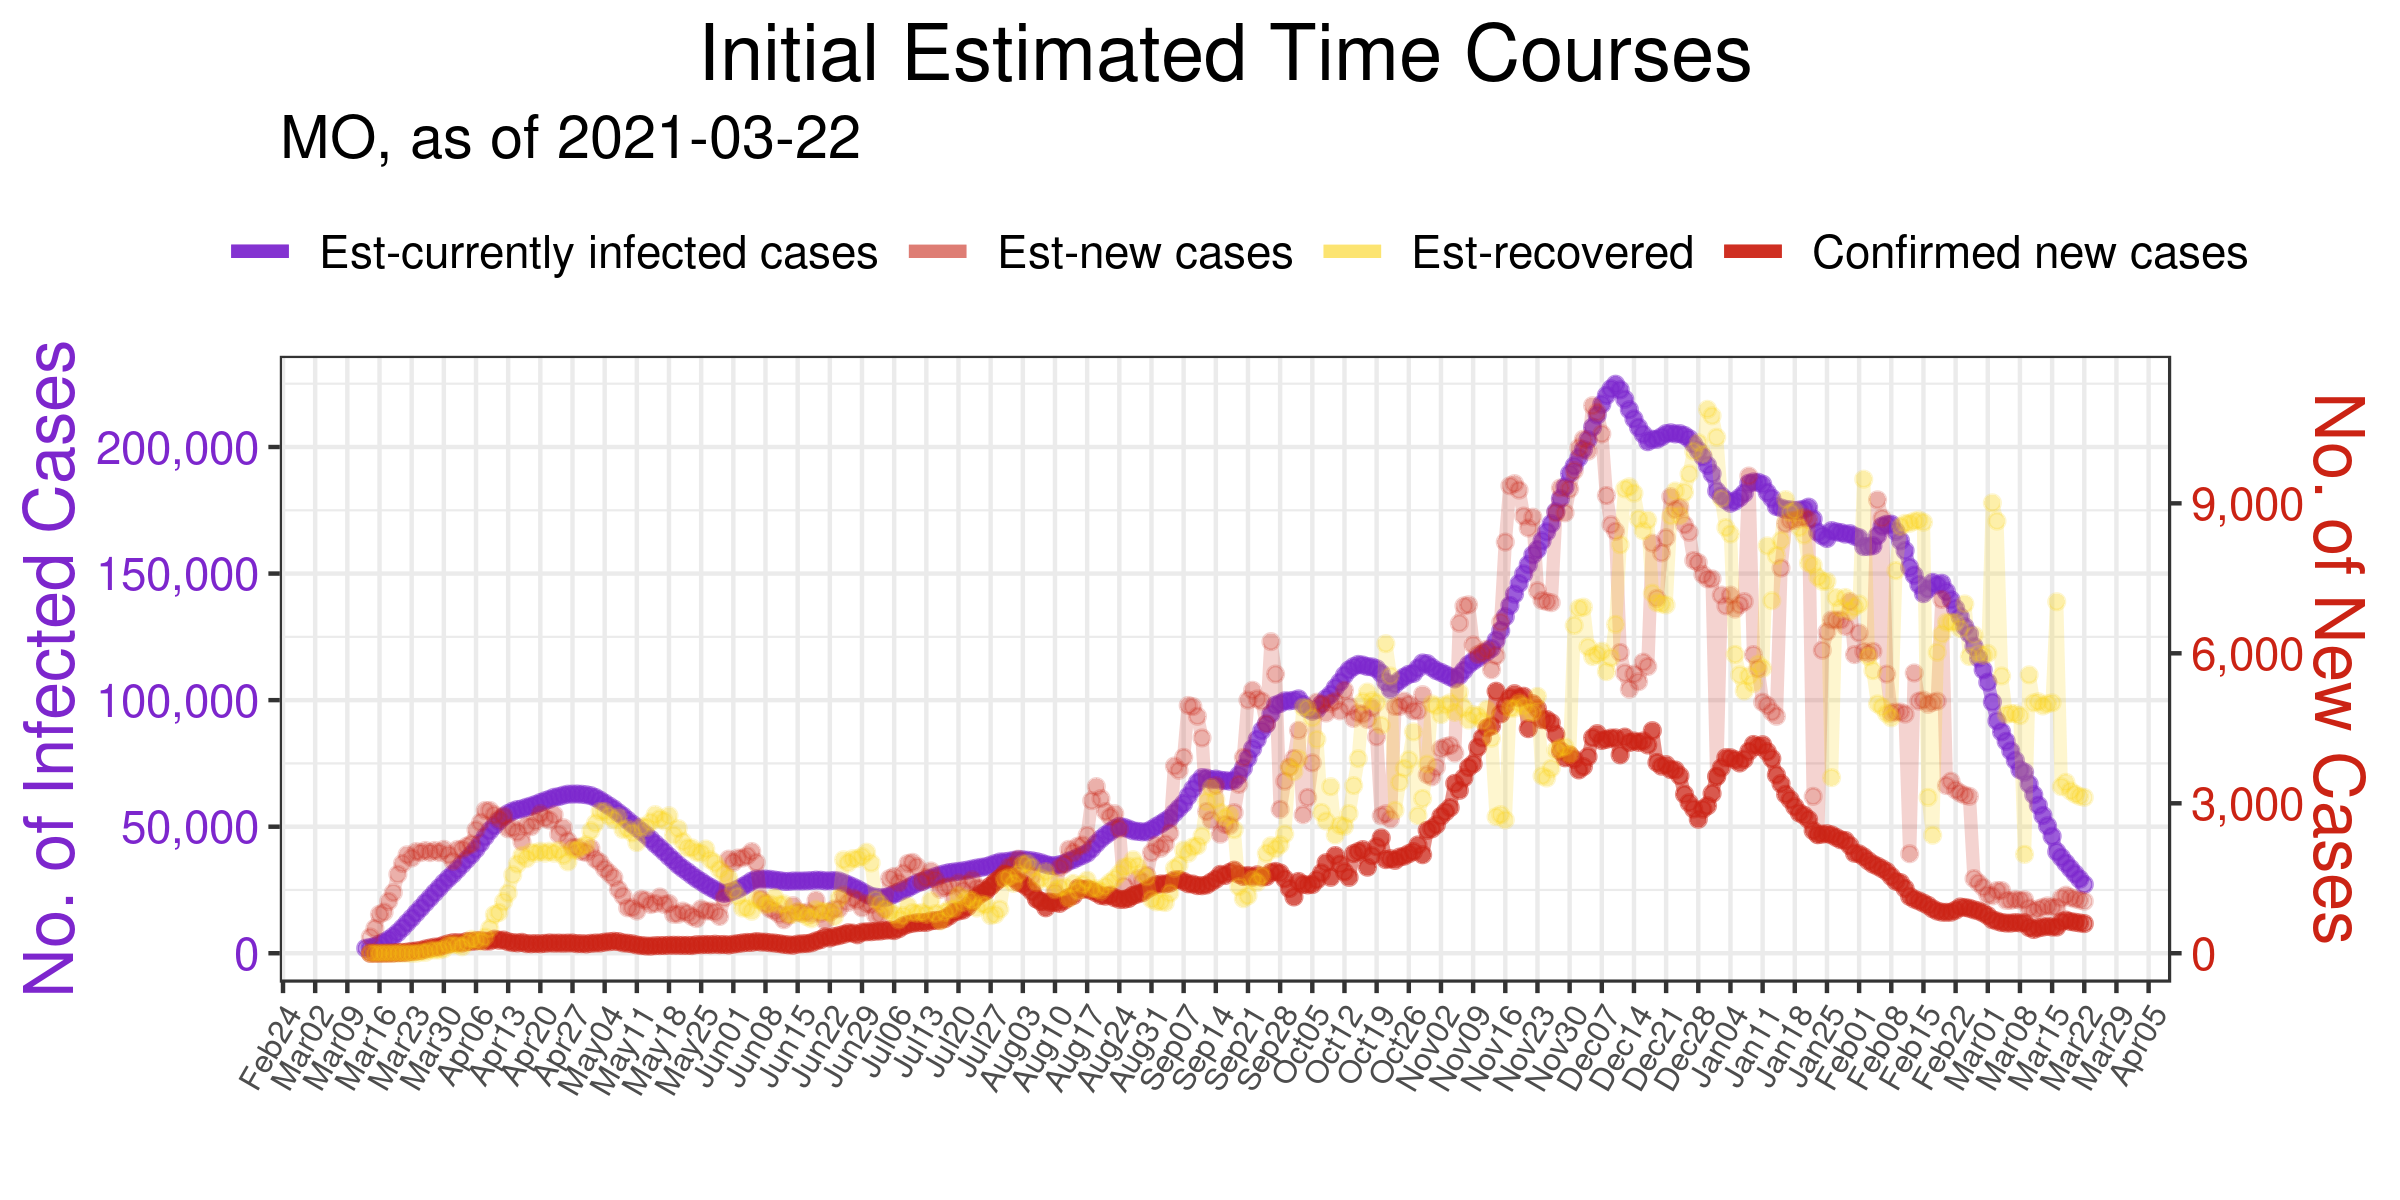 Initial Estimated Time Courses
MO, as of 2021-03-22
Est-currently infected cases
Est-new cases
Est-recovered
Confirmed new cases
No. of Infected Cases
200,000
150,000
100,000
50,000
0
9,000
6,000
3,000
0
No. of New Cases
Feb24
Mar02
Mar09
Mar16
Mar23
Mar30
Apr06
Apr13
Apr20
Apr27
May04
May11
May18
May25
Jun01
Jun08
Jun15
Jun22
Jun29
Jul06
Jul13
Jul20
Jul27
Aug03
Aug10
Aug17
Aug24
Aug31
Sep07
Sep14
Sep21
Sep28
Oct05
Oct12
Oct19
Oct26
Nov02
Nov09
Nov16
Nov23
Nov30
Dec07
Dec14
Dec21
Dec28
Jan04
Jan11
Jan18
Jan25
Feb01
Feb08
Feb15
Feb22
Mar01
Mar08
Mar15
Mar22
Mar29
Apr05